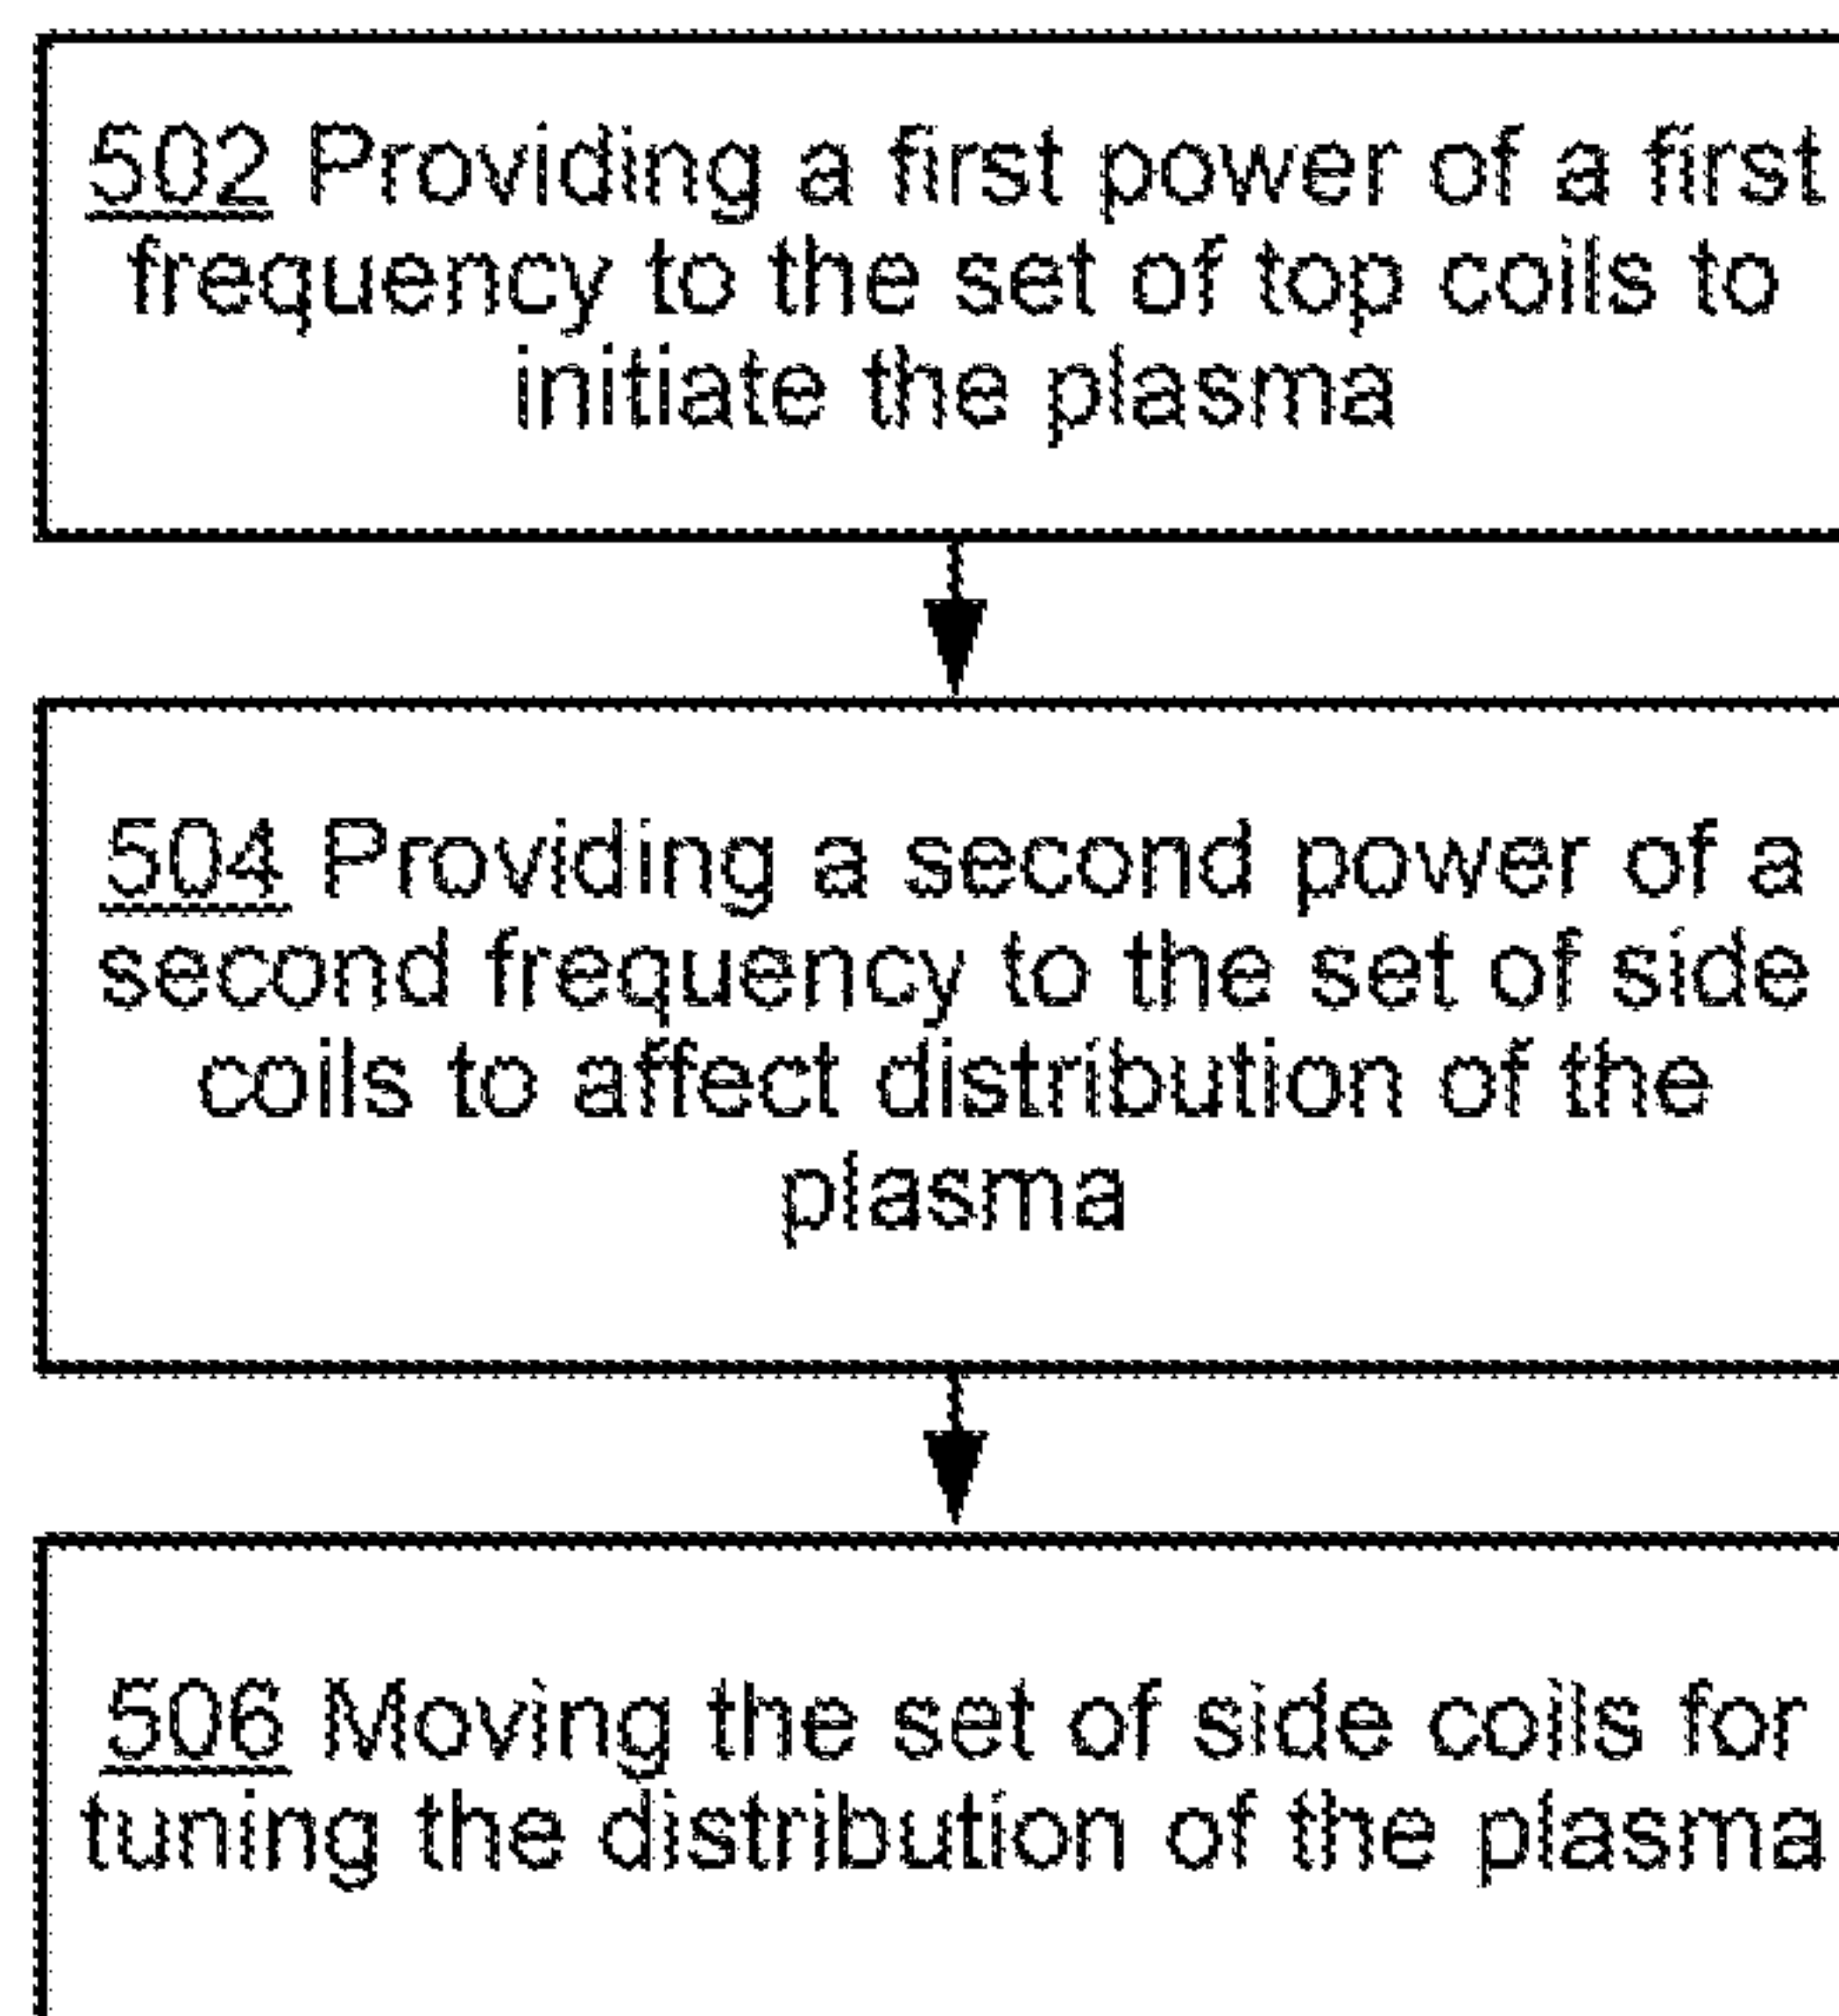 502 Providing a first power of a first
frequency to the set of top coils to
initiate the plasma
504 Providing a second power of a
second frequency to the set of side
coils to affect distribution of the
plasma
506 Moving the set of side coils for
tuning the distribution of the plasma